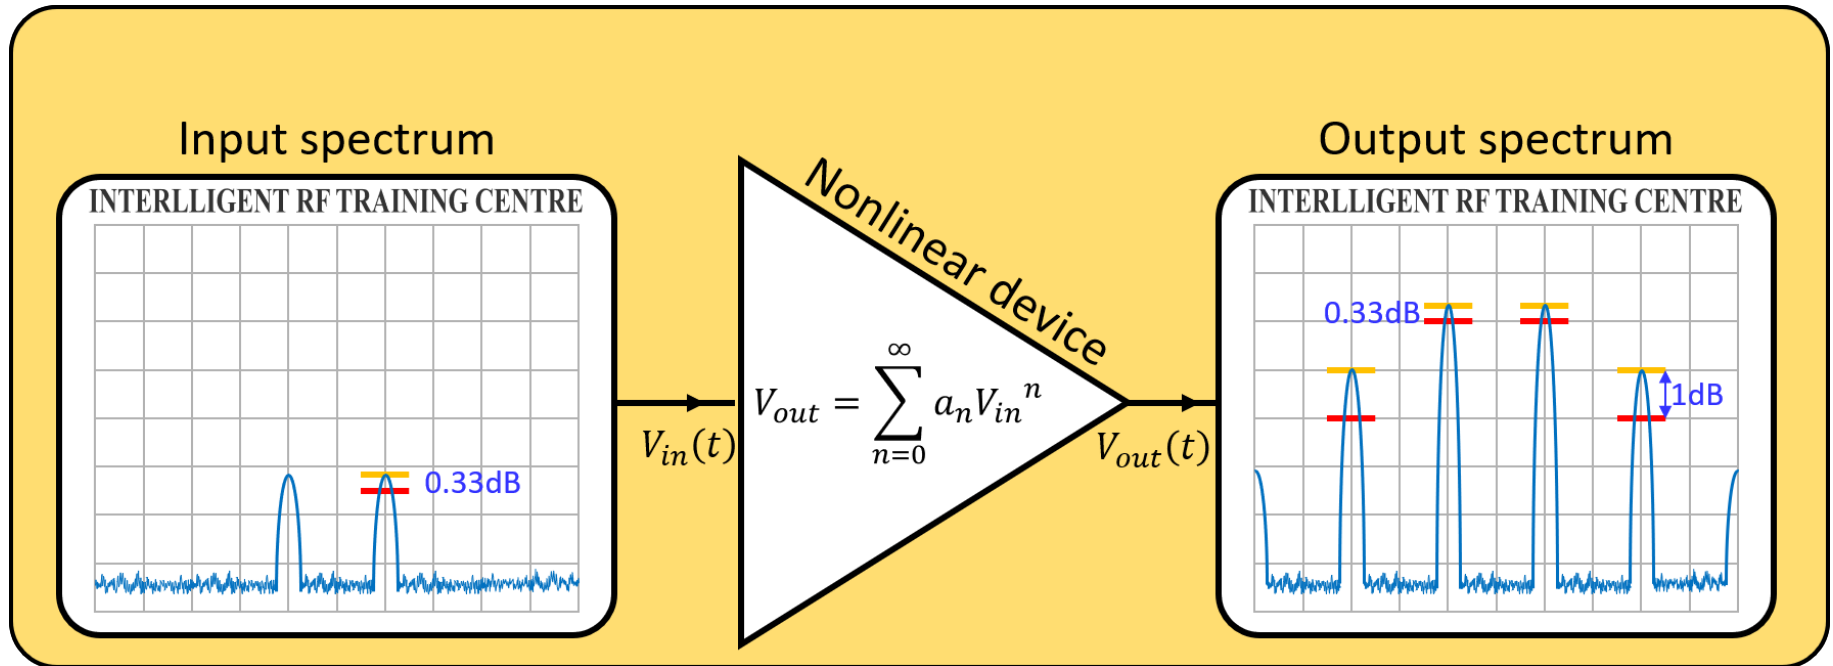 Input spectrum
INTERLLIGENT RF TRAINING CENTRE
0.33dB
V_in(t)
Nonlinear device
V_out = ∑_{n=0}^{∞} a_n V_in^n
V_out(t)
Output spectrum
INTERLLIGENT RF TRAINING CENTRE
0.33dB
1dB